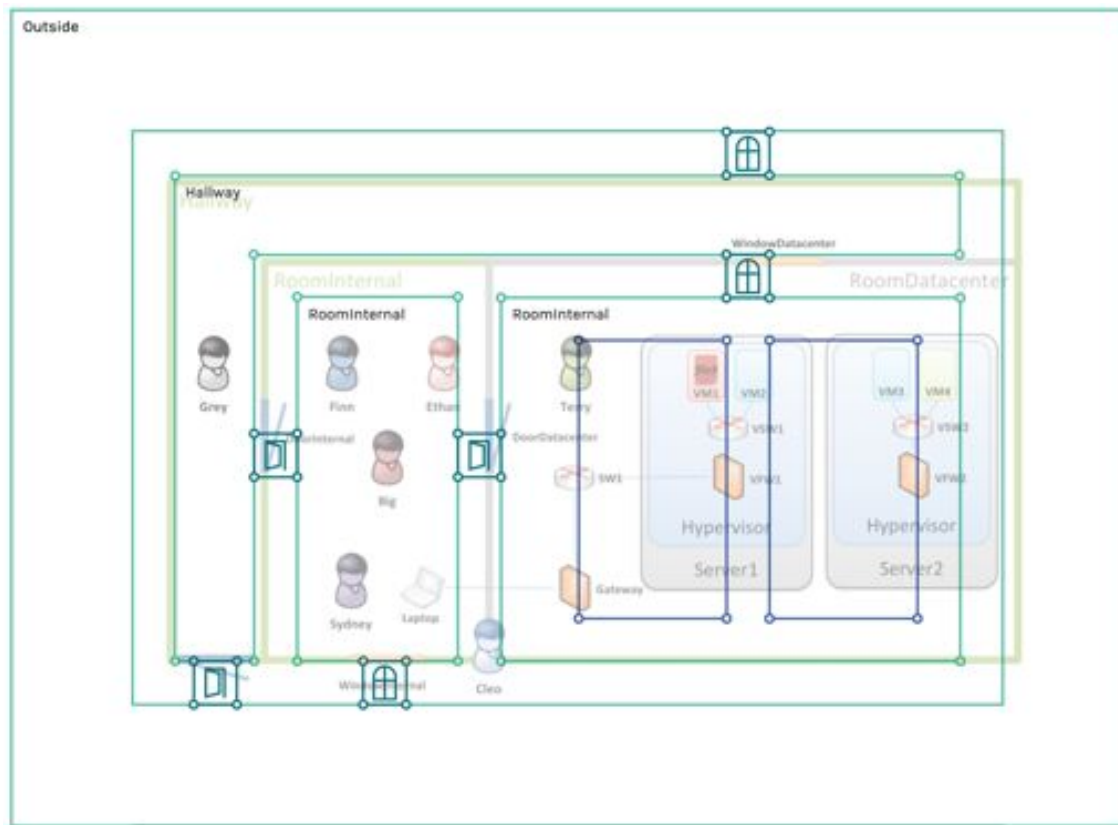 Outside
Hallway
Hallway
WindowDatacenter
RoomInternal
RoomDatacenter
RoomInternal
RoomInternal
Grey
Finn
Ethan
Terry
VM1
VM2
VM3
VM4
VSW1
DoorDatacenter
Big
SW1
VFW1
VFW2
Hypervisor
Hypervisor
Server1
Server2
Gateway
Laptop
Sydney
Cleo